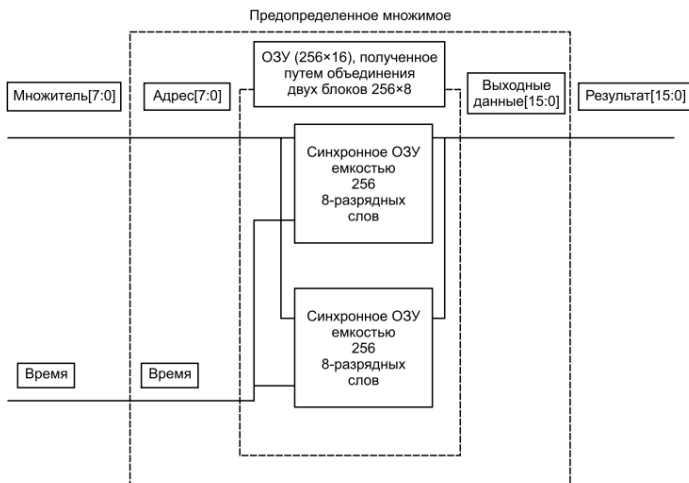 Предопределенное множимое
ОЗУ (256×16), полученное
путем объединения
двух блоков 256×8
Множитель[7:0]
Адрес[7:0]
Выходные
данные[15:0]
Результат[15:0]
Синхронное ОЗУ
емкостью
256
8-разрядных
слов
Синхронное ОЗУ
емкостью
256
8-разрядных
слов
Время
Время